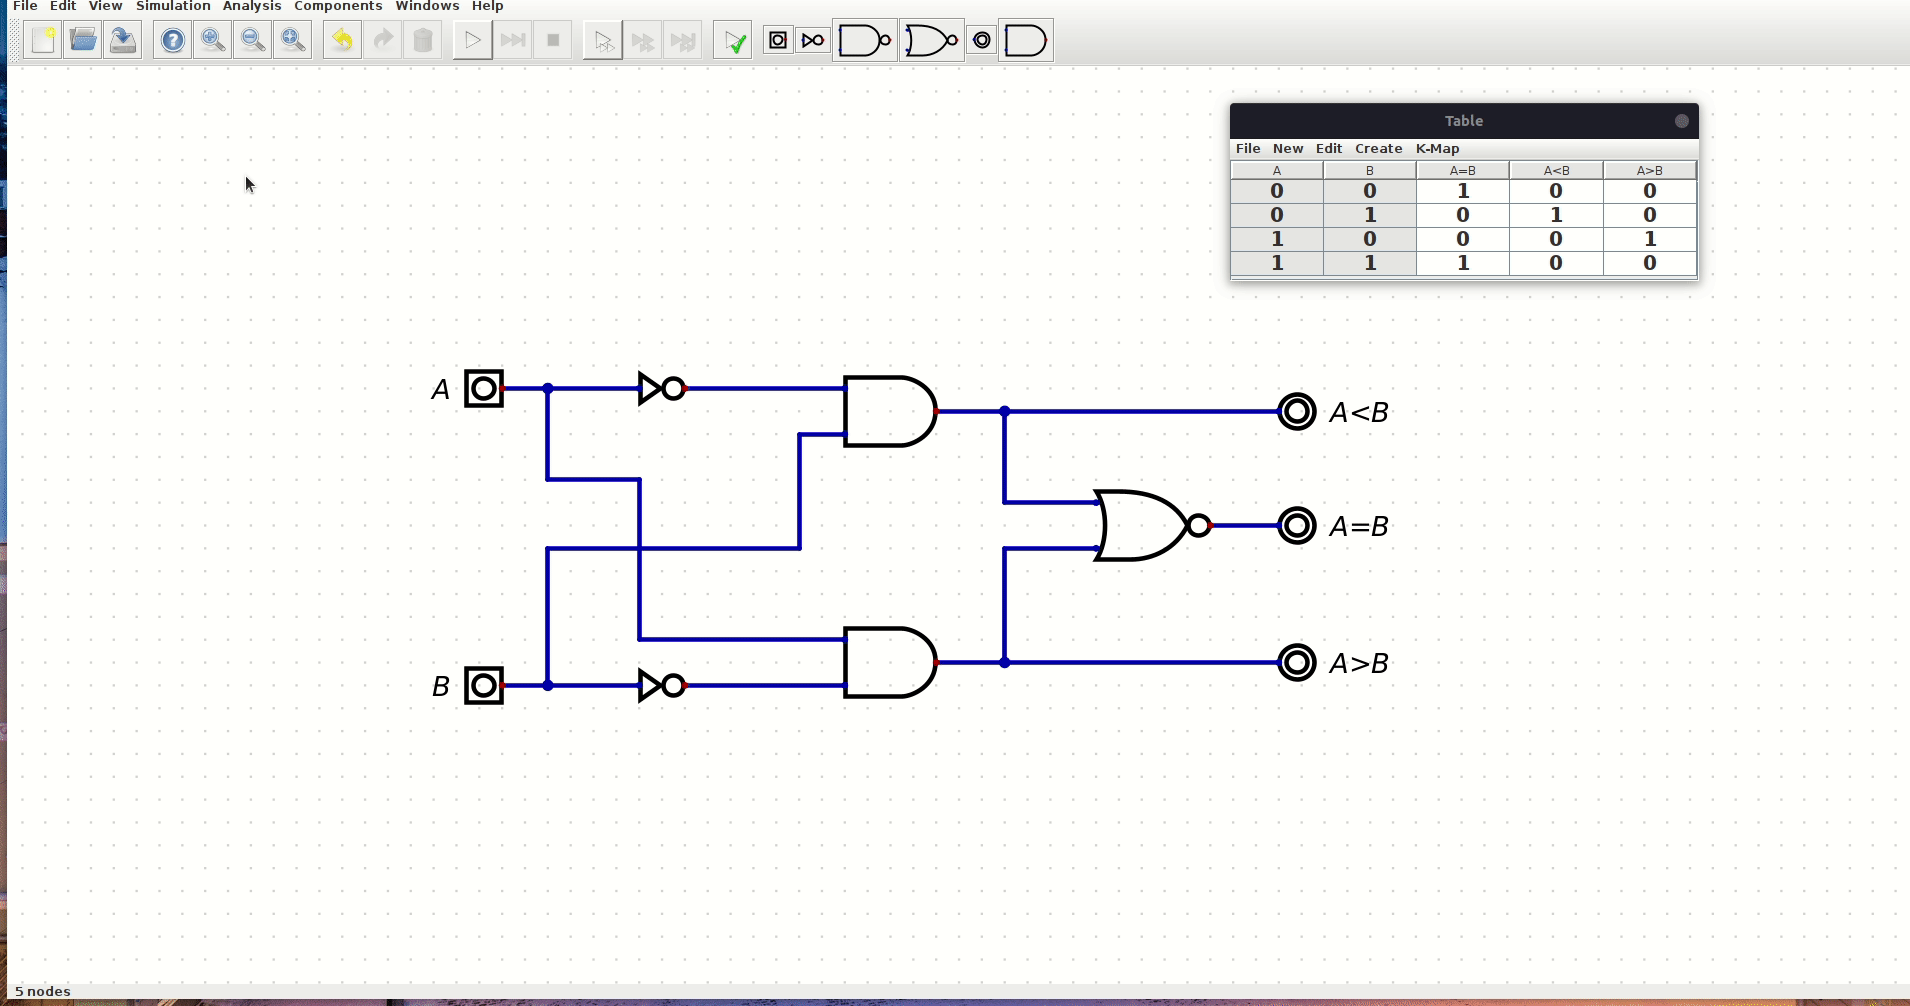 File Edit View Simulation Analysis Components Windows Help
Table
File New Edit Create K-Map
A B A=B A<B A>B
0 0 1 0 0
0 1 0 1 0
1 0 0 0 1
1 1 1 0 0
A
A<B
A=B
B
A>B
5 nodes